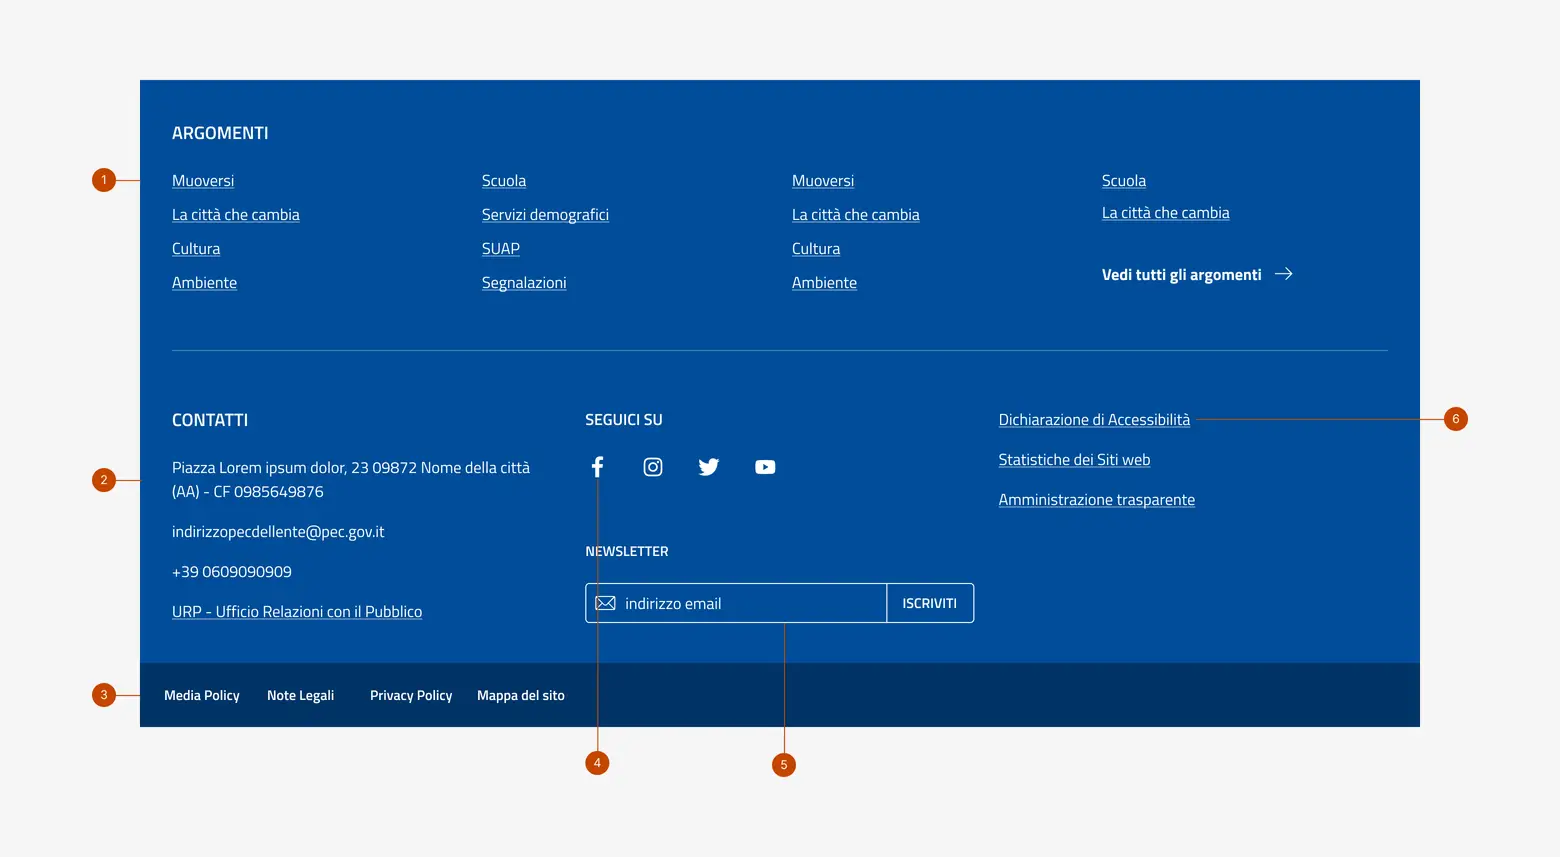 ARGOMENTI
1
Muoversi
Scuola
Muoversi
Scuola
La città che cambia
Servizi demografici
La città che cambia
La città che cambia
Cultura
SUAP
Cultura
Vedi tutti gli argomenti
Ambiente
Segnalazioni
Ambiente
CONTATTI
2
Piazza Lorem ipsum dolor, 23 09872 Nome della città
(AA) - CF 0985649876
indirizzopecdellente@pec.gov.it
+39 0609090909
URP - Ufficio Relazioni con il Pubblico
SEGUICI SU
NEWSLETTER
indirizzo email
ISCRIVITI
Dichiarazione di Accessibilità
6
Statistiche dei Siti web
Amministrazione trasparente
3
Media Policy
Note Legali
Privacy Policy
Mappa del sito
4
5